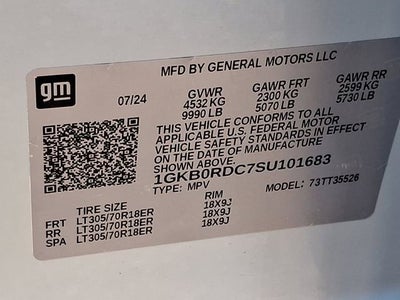 gm
MFD BY GENERAL MOTORS LLC
07/24 GVWR GAWR FRT GAWR RR
4532 KG 2300 KG 2599 KG
9990 LB 5070 LB 5730 LB
THIS VEHICLE CONFORMS TO ALL
APPLICABLE U.S. FEDERAL MOTOR
VEHICLE SAFETY STANDARDS IN EFFECT
ON THE DATE OF MANUFACTURE
SHOWN ABOVE.
1GKB0RDC7SU101683
TYPE: MPV MODEL: 73TT35526
TIRE SIZE RIM
FRT LT305/70R18ER 18X9J
RR LT305/70R18ER 18X9J
SPA LT305/70R18ER 18X9J